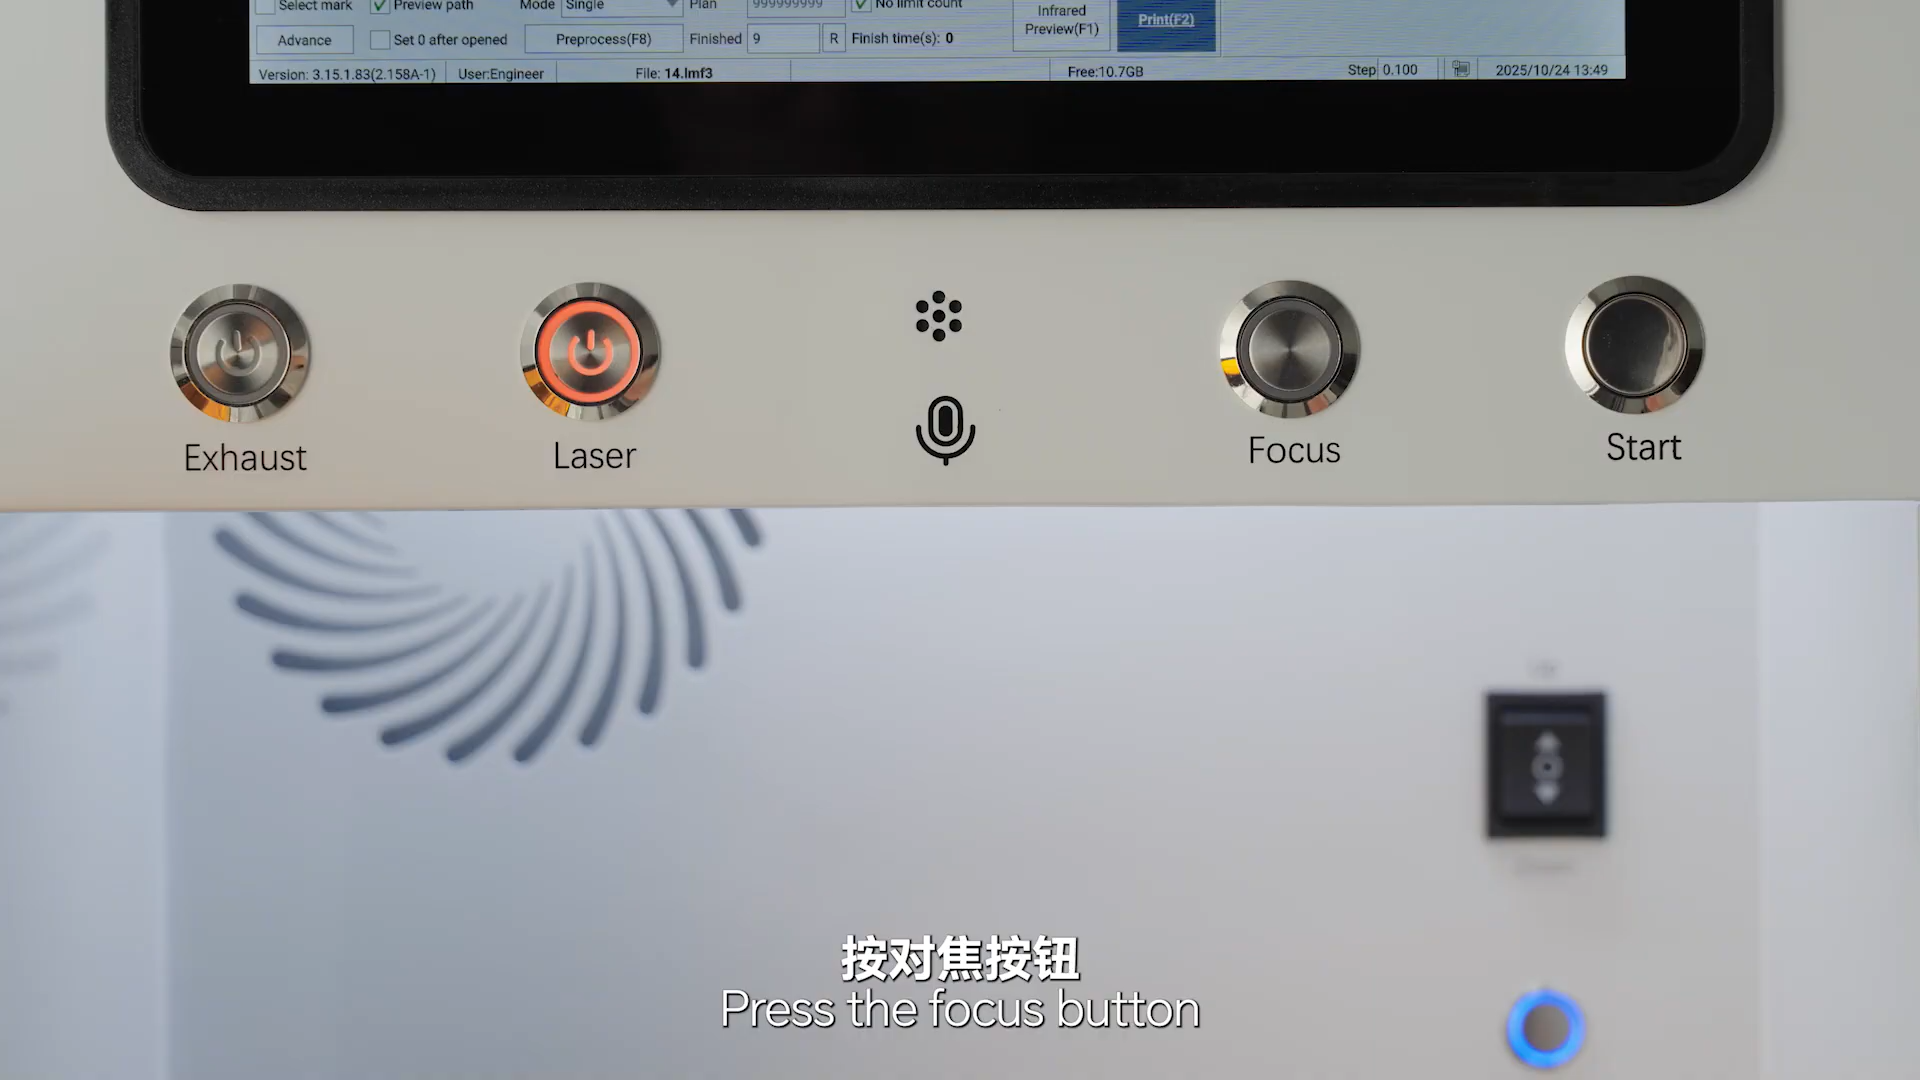 Select mark Preview path Mode Single Plan 999999999 No limit count Infrared Preview(F1) Print(F2)
Advance Set 0 after opened Preprocess(F8) Finished 9 R Finish time(s): 0
Version: 3.15.1.83(2.158A-1) User:Engineer File: 14.lmf3 Free:10.7GB Step 0.100 2025/10/24 13:49
Exhaust Laser Focus Start
按对焦按钮
Press the focus button